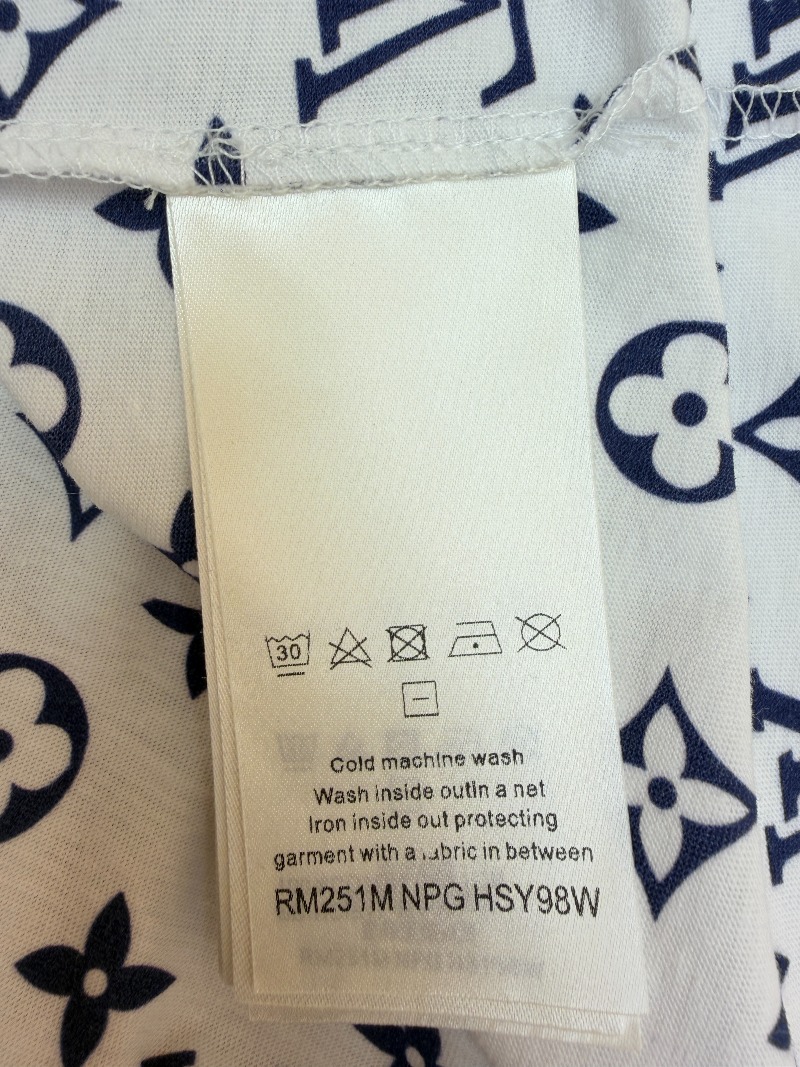 30
Cold machine wash
Wash inside outin a net
Iron inside out protecting
garment with a in between
RM251M NPG HSY98W